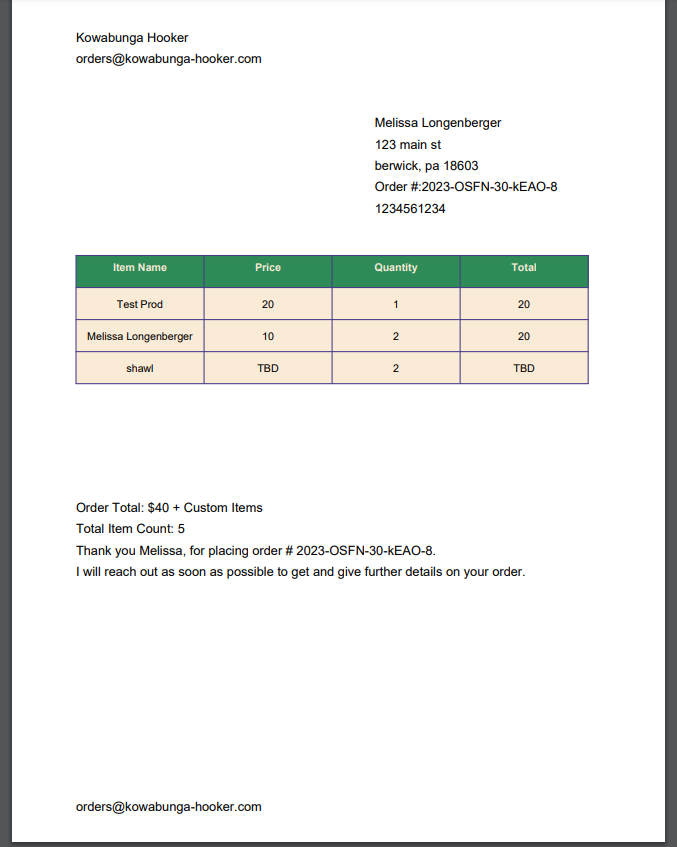 Kowabunga Hooker
orders@kowabunga-hooker.com
Melissa Longenberger
123 main st
berwick, pa 18603
Order #:2023-OSFN-30-kEAO-8
1234561234
Item Name Price Quantity Total
Test Prod 20 1 20
Melissa Longenberger 10 2 20
shawl TBD 2 TBD
Order Total: $40 + Custom Items
Total Item Count: 5
Thank you Melissa, for placing order # 2023-OSFN-30-kEAO-8.
I will reach out as soon as possible to get and give further details on your order.
orders@kowabunga-hooker.com